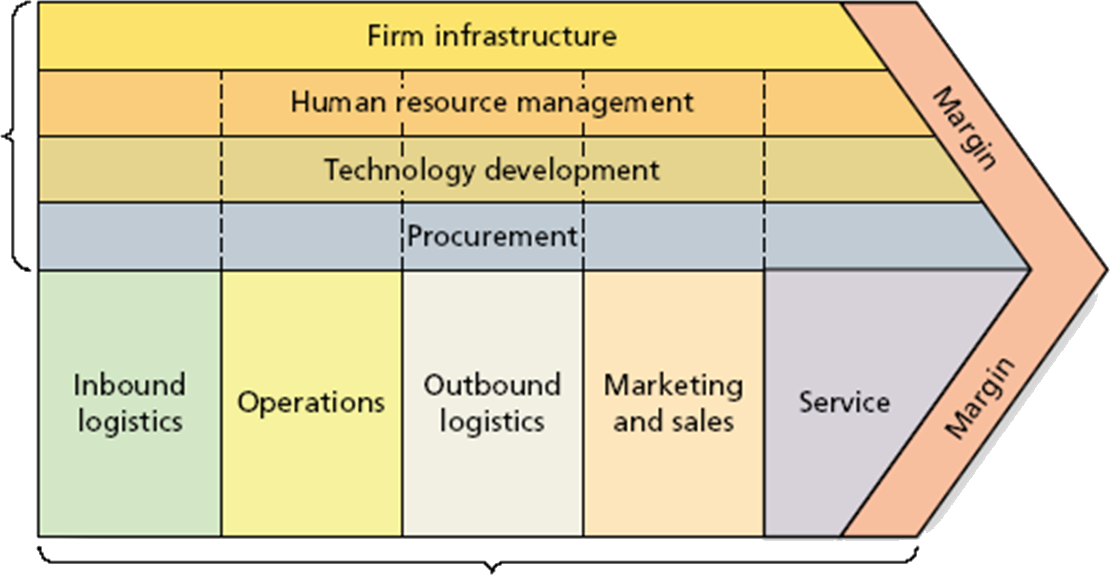 Firm infrastructure
Human resource management
Technology development
Procurement
Inbound
logistics
Operations
Outbound
logistics
Marketing
and sales
Service
Margin
Margin